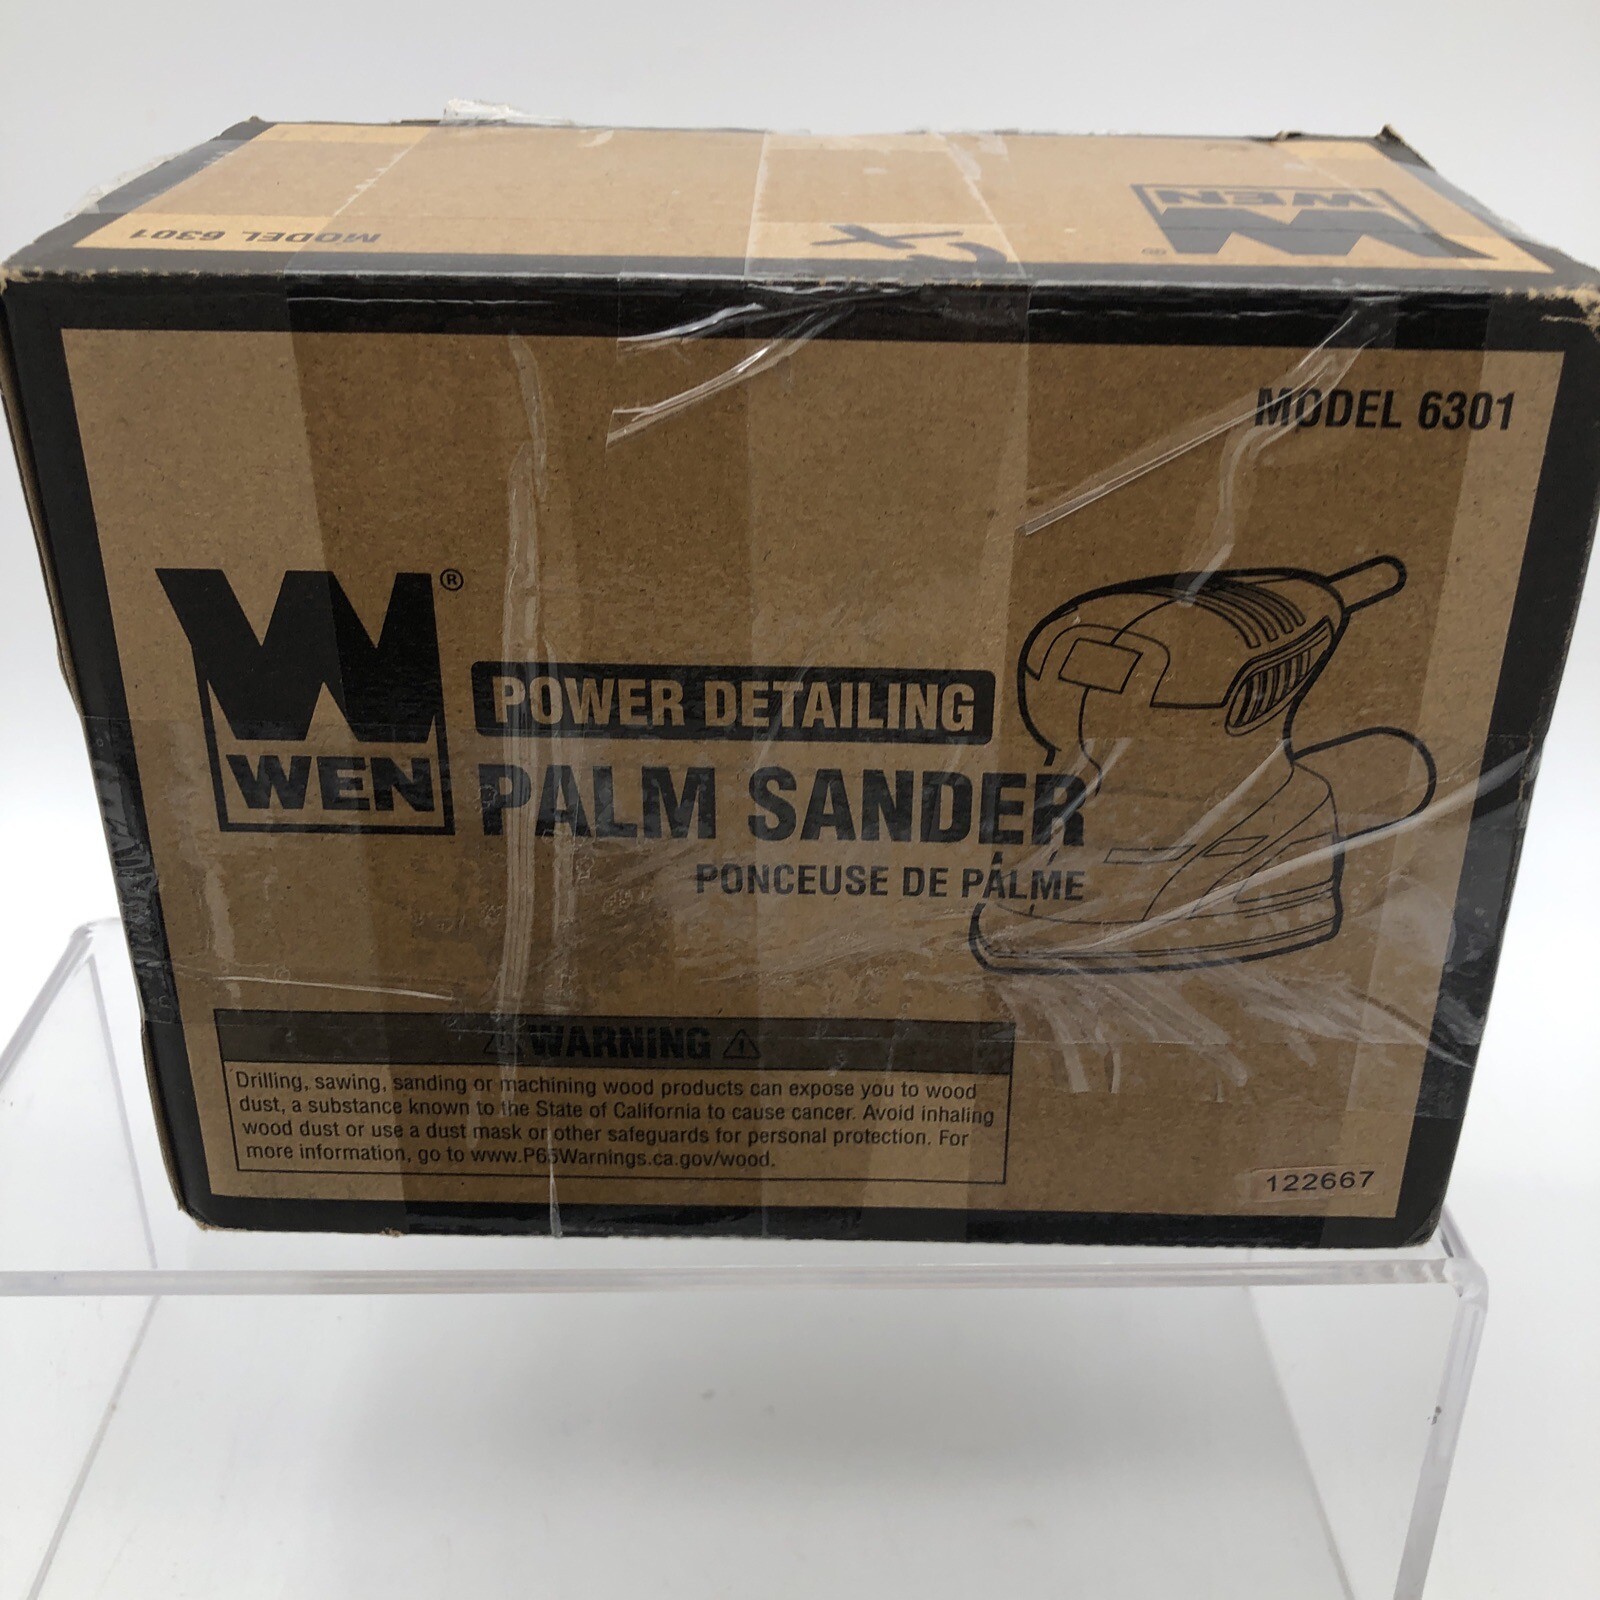 MODEL 6301
WEN
®
MODEL 6301
®
WEN
POWER DETAILING
PALM SANDER
PONCEUSE DE PALME
WARNING
Drilling, sawing, sanding or machining wood products can expose you to wood
dust, a substance known to the State of California to cause cancer. Avoid inhaling
wood dust or use a dust mask or other safeguards for personal protection. For
more information, go to www.P65Warnings.ca.gov/wood.
122667